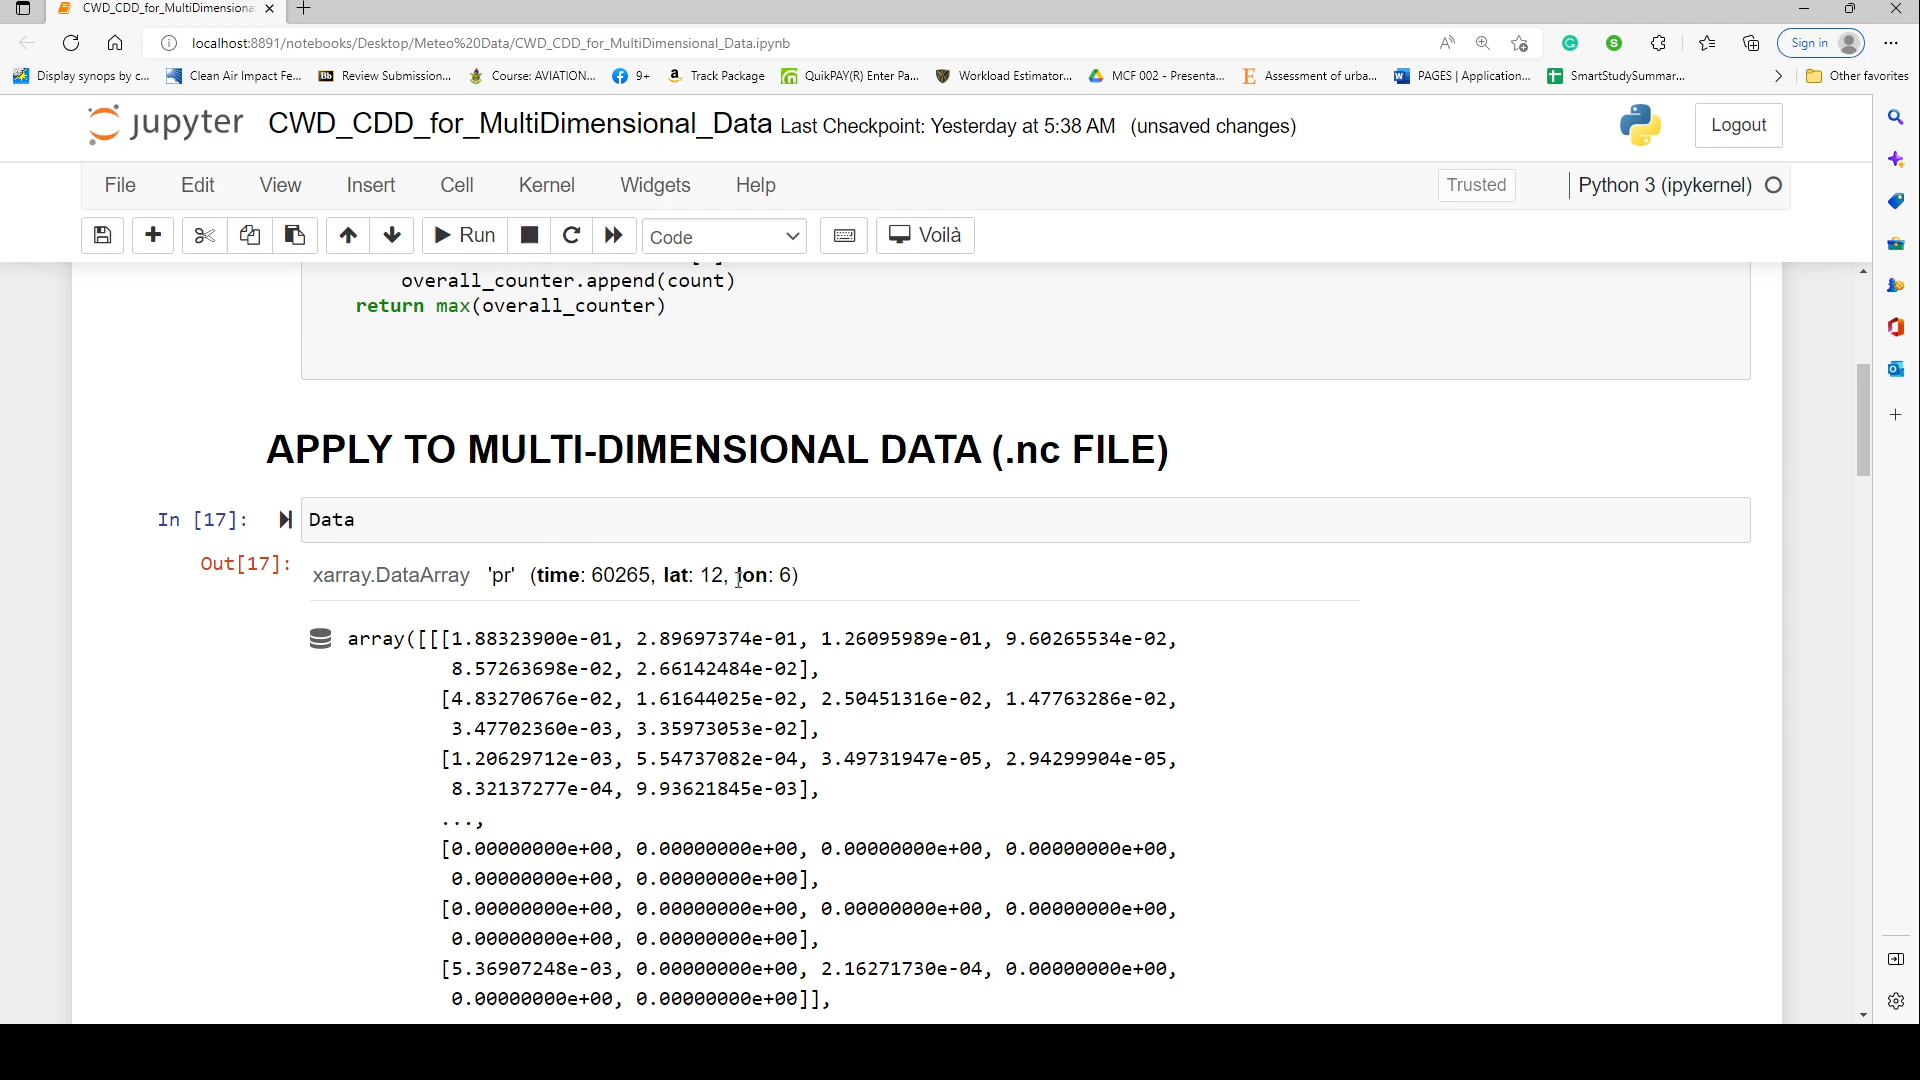 CWD_CDD_for_MultiDimensiona
localhost:8891/notebooks/Desktop/Meteo%20Data/CWD_CDD_for_MultiDimensional_Data.ipynb
Sign in
Display synops by c...
Clean Air Impact Fe...
Bb Review Submission...
Course: AVIATION...
9+
Track Package
QuikPAY(R) Enter Pa...
Workload Estimator...
MCF 002 - Presenta...
E Assessment of urba...
PAGES | Application...
SmartStudySummar...
Other favorites
jupyter CWD_CDD_for_MultiDimensional_Data Last Checkpoint: Yesterday at 5:38 AM (unsaved changes)
Logout
File Edit View Insert Cell Kernel Widgets Help
Trusted
Python 3 (ipykernel)
Run
Code
Voilà
overall_counter.append(count)
return max(overall_counter)
APPLY TO MULTI-DIMENSIONAL DATA (.nc FILE)
In [17]: Data
Out[17]:
xarray.DataArray 'pr' (time: 60265, lat: 12, lon: 6)
array([[[1.88323900e-01, 2.89697374e-01, 1.26095989e-01, 9.60265534e-02,
8.57263698e-02, 2.66142484e-02],
[4.83270676e-02, 1.61644025e-02, 2.50451316e-02, 1.47763286e-02,
3.47702360e-03, 3.35973053e-02],
[1.20629712e-03, 5.54737082e-04, 3.49731947e-05, 2.94299904e-05,
8.32137277e-04, 9.93621845e-03],
...,
[0.00000000e+00, 0.00000000e+00, 0.00000000e+00, 0.00000000e+00,
0.00000000e+00, 0.00000000e+00],
[0.00000000e+00, 0.00000000e+00, 0.00000000e+00, 0.00000000e+00,
0.00000000e+00, 0.00000000e+00],
[5.36907248e-03, 0.00000000e+00, 2.16271730e-04, 0.00000000e+00,
0.00000000e+00, 0.00000000e+00]],